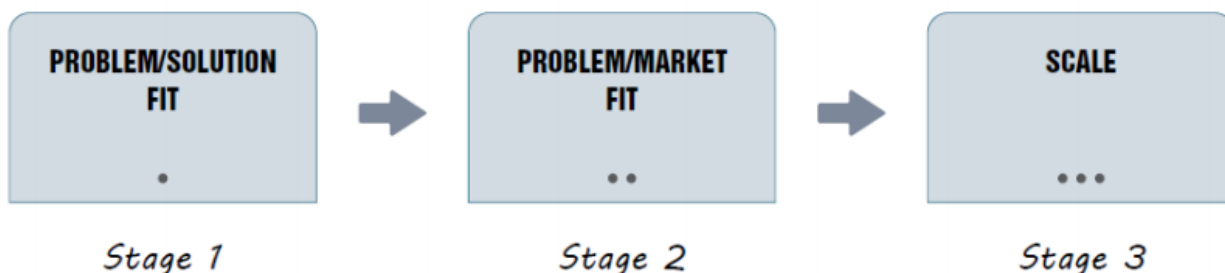 PROBLEM/SOLUTION
FIT
PROBLEM/MARKET
FIT
SCALE
Stage 1
Stage 2
Stage 3